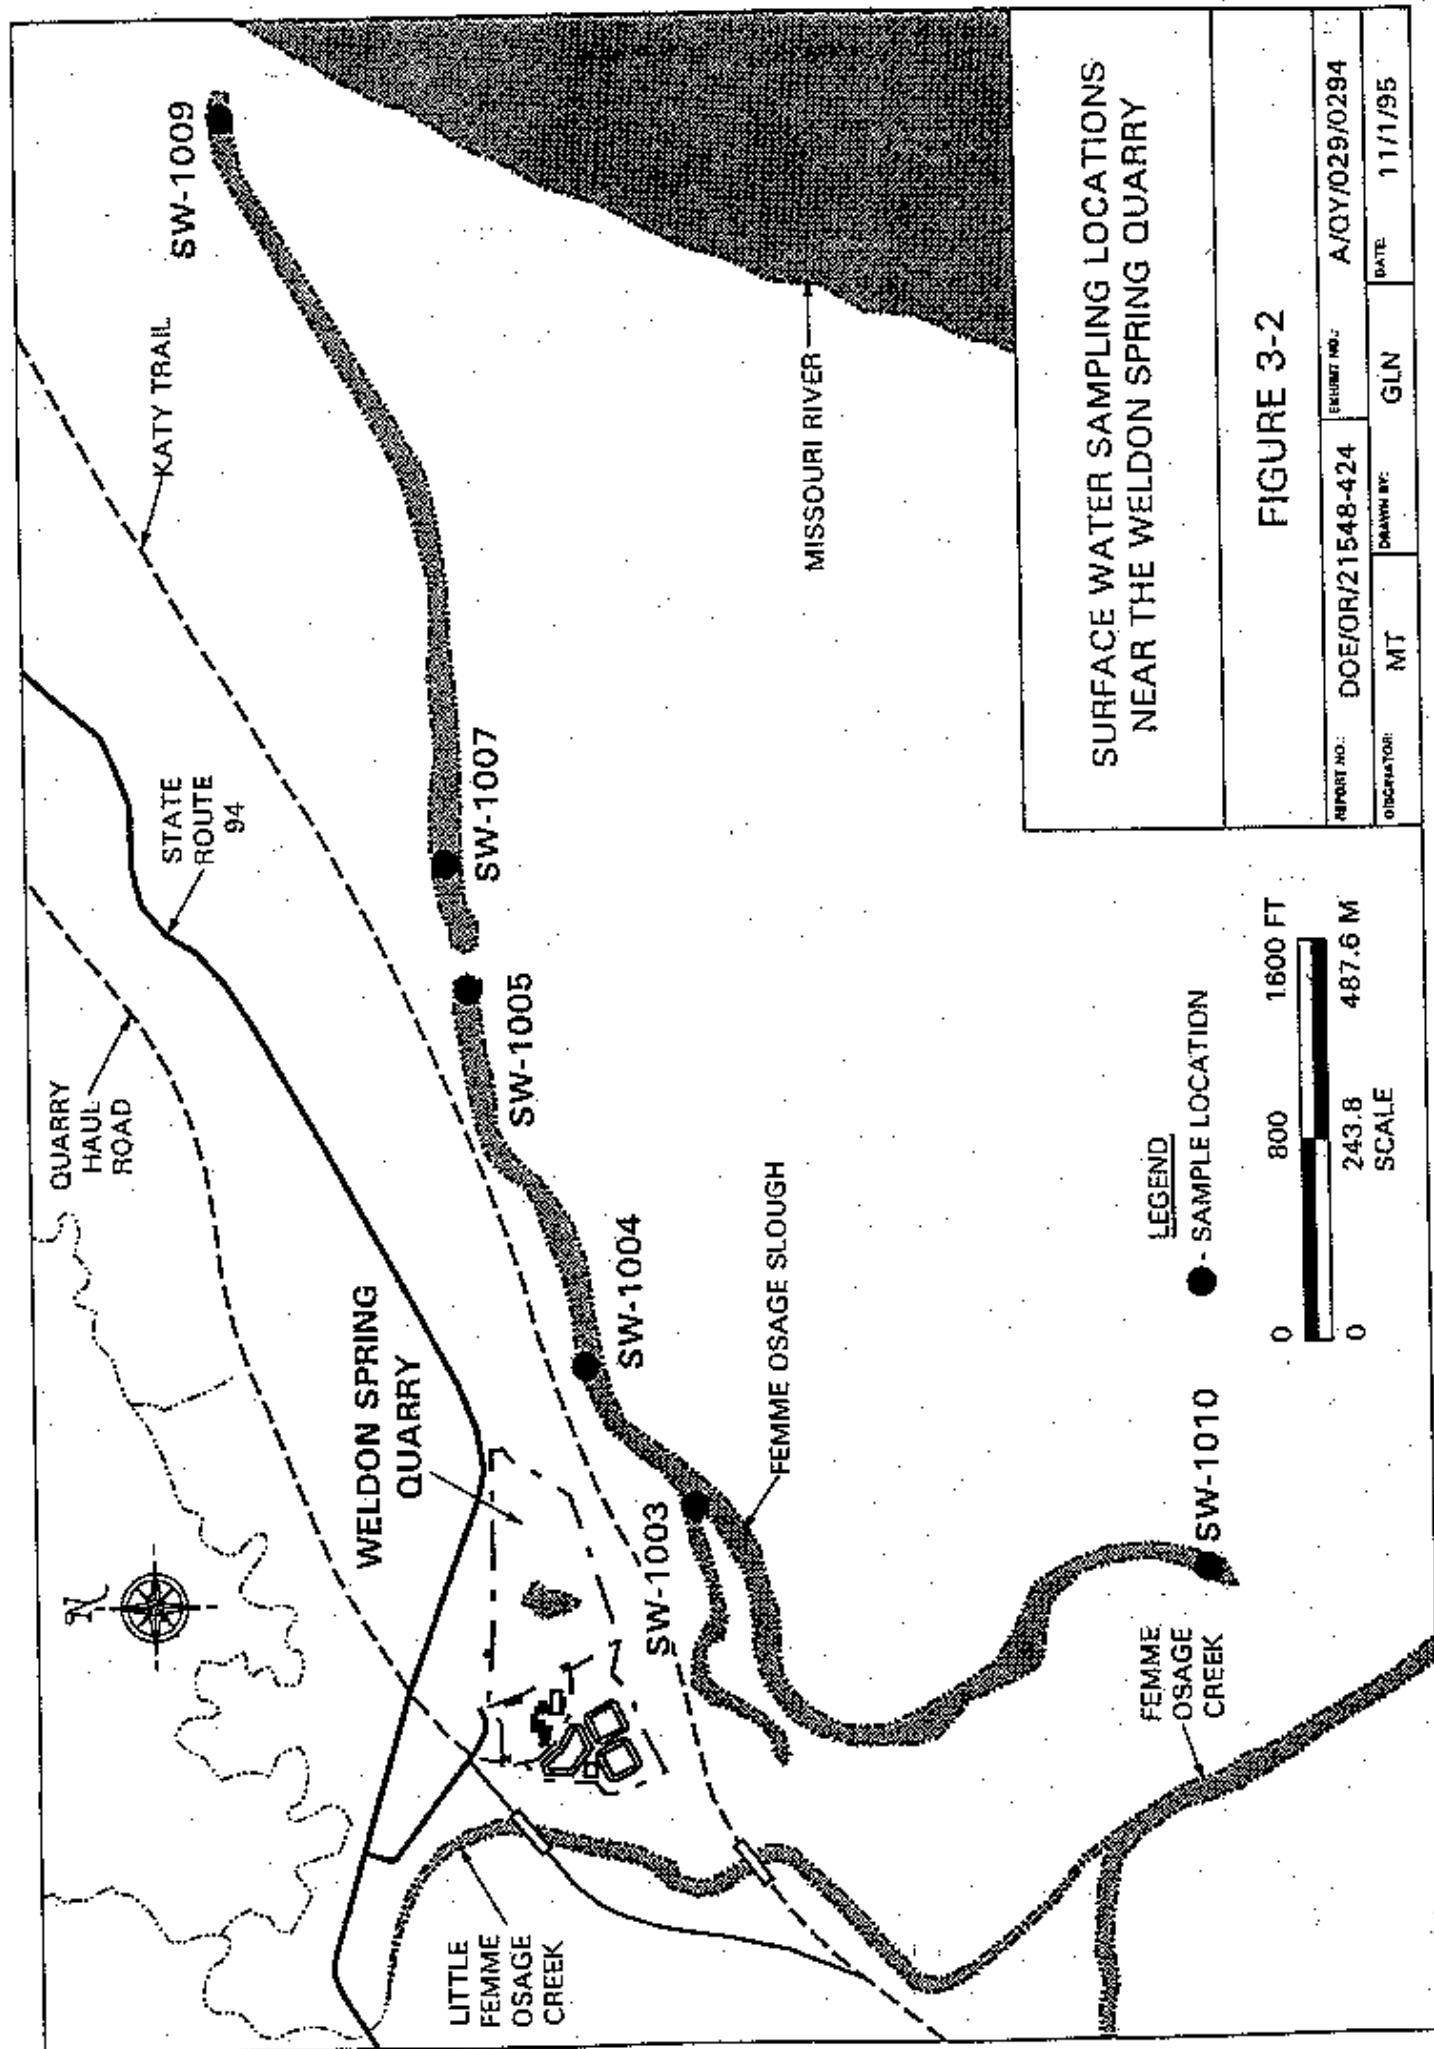 SW-1009
KATY TRAIL
STATE
ROUTE
94
QUARRY
HAUL
ROAD
SW-1007
SW-1005
MISSOURI RIVER
WELDON SPRING
QUARRY
SW-1004
N
SW-1003
FEMME OSAGE SLOUGH
SW-1010
LITTLE
FEMME
OSAGE
CREEK
FEMME
OSAGE
CREEK
LEGEND
- SAMPLE LOCATION
0 800 1600 FT
0 243.8 487.6 M
SCALE
SURFACE WATER SAMPLING LOCATIONS
NEAR THE WELDON SPRING QUARRY
FIGURE 3-2
REPORT NO.: DOE/OR/21548-424 EXHIBIT NO.: A/QY/029/0294
ORIGINATOR: MT DRAWN BY: GLN DATE: 11/1/95